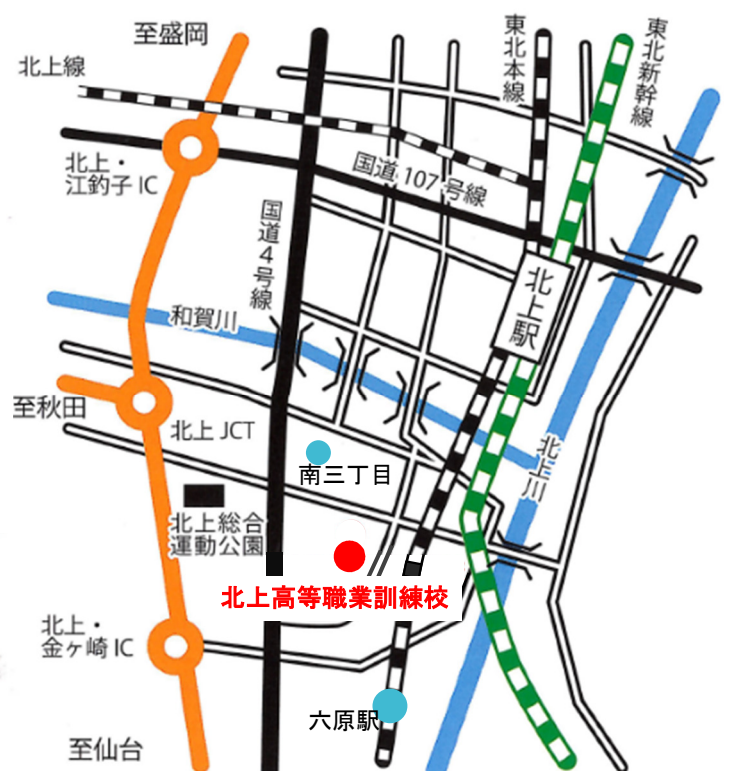 至盛岡
北上線
東北本線
東北新幹線
北上・
江釣子 IC
国道 107 号線
国道4号線
北上駅
和賀川
至秋田
北上 JCT
北上川
南三丁目
北上総合
運動公園
北上高等職業訓練校
北上・
金ヶ崎 IC
六原駅
至仙台